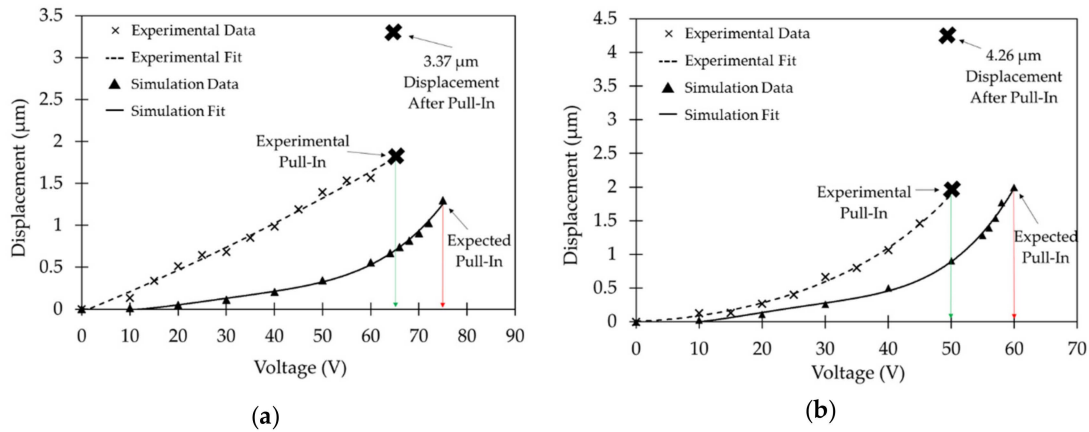 3.5
3
2.5
2
1.5
1
0.5
0
Displacement (µm)
Experimental Data
Experimental Fit
Simulation Data
Simulation Fit
3.37 µm
Displacement
After Pull-In
Experimental
Pull-In
Expected
Pull-In
0 10 20 30 40 50 60 70 80 90
Voltage (V)
(a)
4.5
4
3.5
3
2.5
2
1.5
1
0.5
0
Displacement (µm)
Experimental Data
Experimental Fit
Simulation Data
Simulation Fit
4.26 µm
Displacement
After Pull-In
Experimental
Pull-In
Expected
Pull-In
0 10 20 30 40 50 60 70
Voltage (V)
(b)